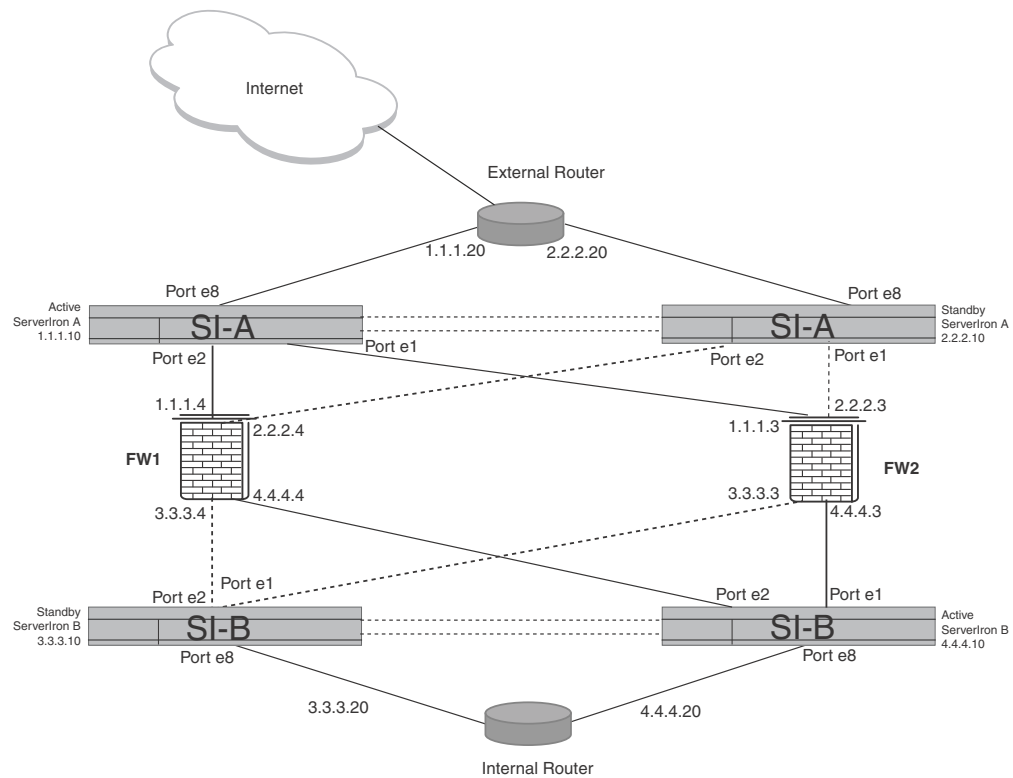 Internet
External Router
1.1.1.20
2.2.2.20
Port e8
Port e8
Active
ServerIron A
1.1.1.10
SI-A
SI-A
Standby
ServerIron A
2.2.2.10
Port e2
Port e1
Port e2
Port e1
1.1.1.4
2.2.2.3
2.2.2.4
1.1.1.3
FW1
FW2
4.4.4.4
3.3.3.3
3.3.3.4
4.4.4.3
Port e1
Port e2
Port e2
Port e1
Standby
ServerIron B
3.3.3.10
SI-B
SI-B
Active
ServerIron B
4.4.4.10
Port e8
Port e8
3.3.3.20
4.4.4.20
Internal Router